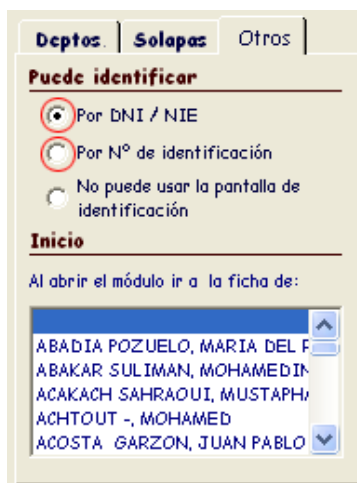 Deptos. Solapas Otros
Puede identificar
Por DNI / NIE
Por Nº de identificación
No puede usar la pantalla de
identificación
Inicio
Al abrir el módulo ir a la ficha de:
ABADIA POZUELO, MARIA DEL
ABAKAR SULIMAN, MOHAMEDIN
ACAKACH SAHRAOUI, MUSTAPHA
ACHTOUT -, MOHAMED
ACOSTA GARZON, JUAN PABLO